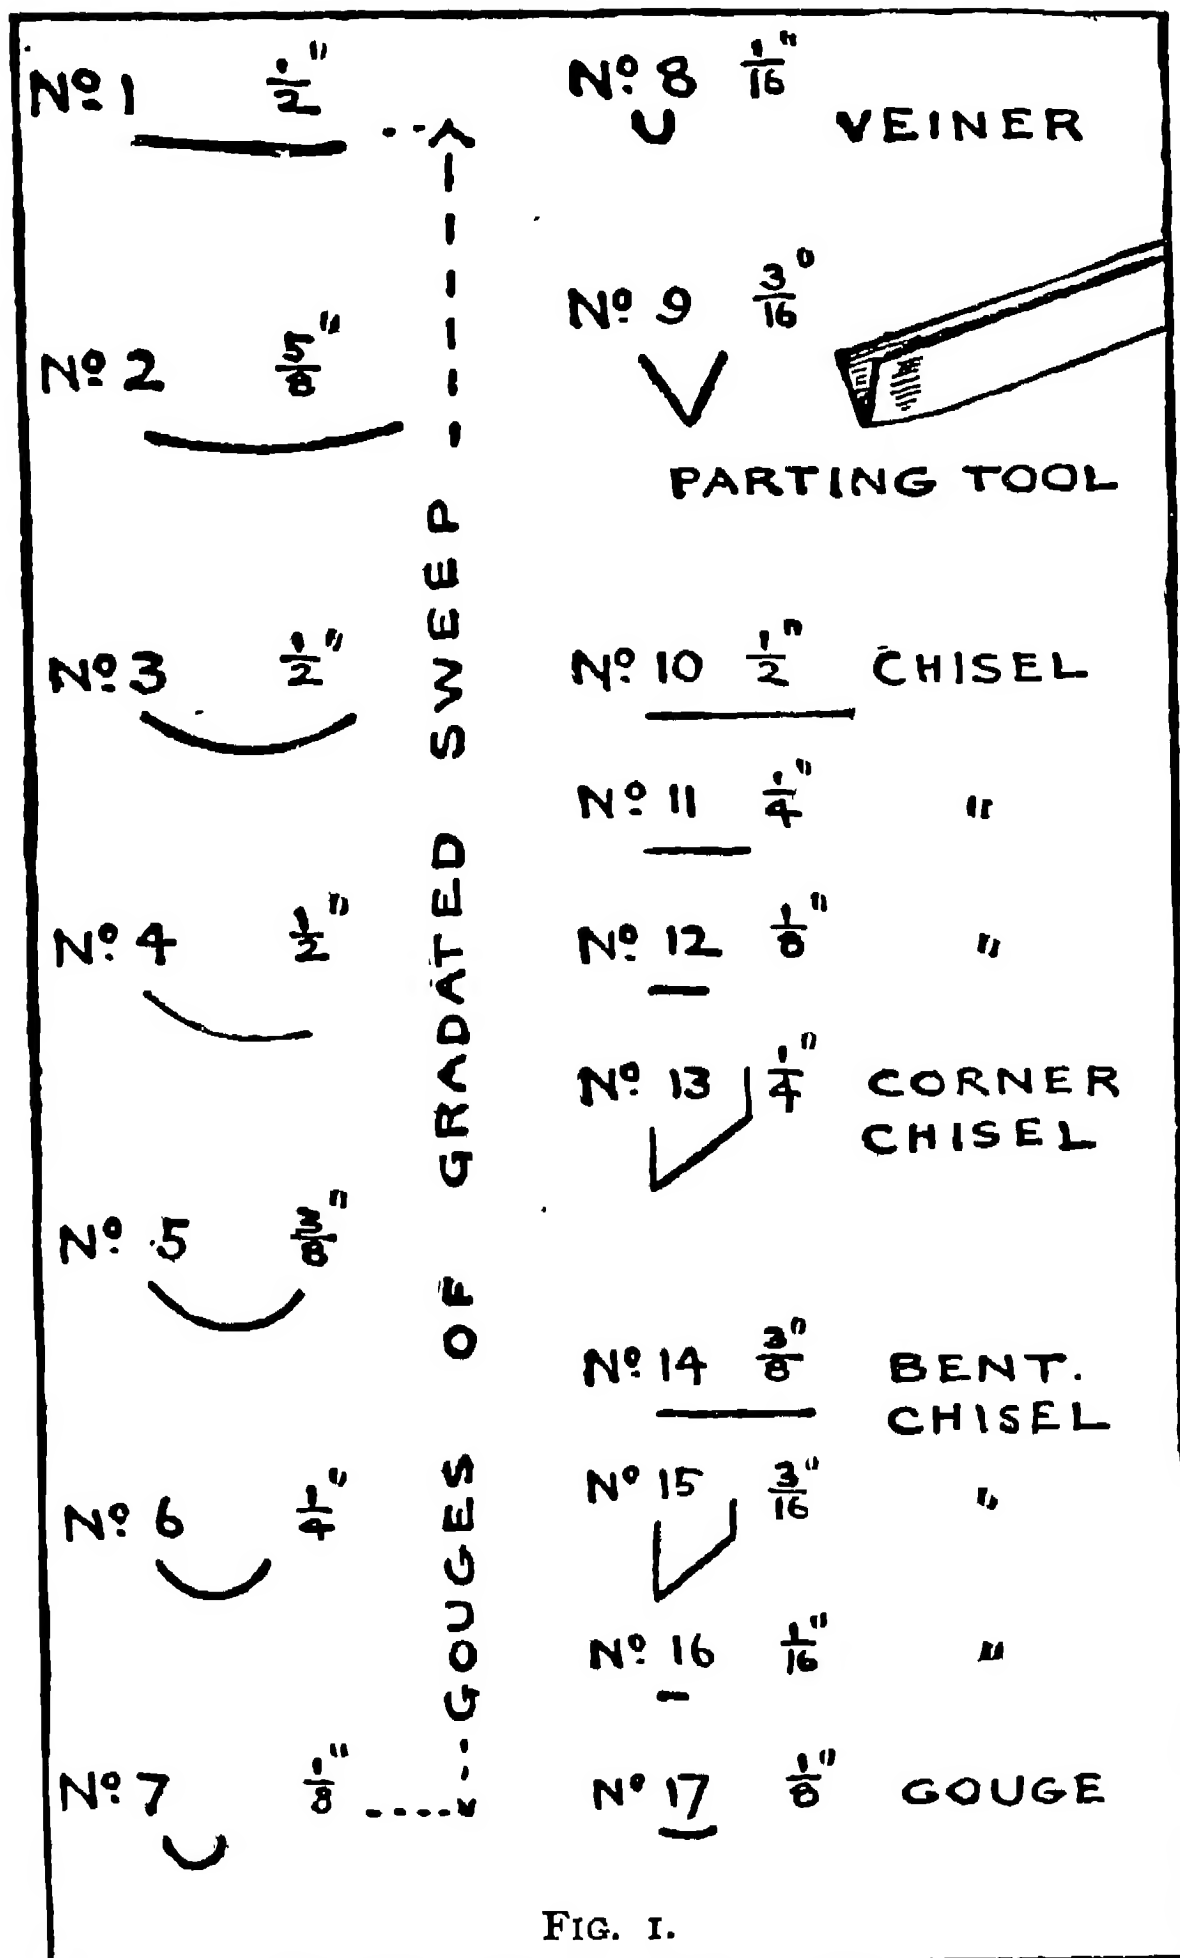 Nº 1 1/2"
Nº 2 5/8"
Nº 3 1/2"
Nº 4 1/2"
Nº 5 3/8"
Nº 6 1/4"
Nº 7 1/8"
GOUGES OF GRADATED SWEEP
Nº 8 1/16"
VEINER
Nº 9 3/16"
PARTING TOOL
Nº 10 1/2" CHISEL
Nº 11 1/4" "
Nº 12 1/8" "
Nº 13 1/4" CORNER
CHISEL
Nº 14 3/8" BENT.
CHISEL
Nº 15 3/16" "
Nº 16 1/16" "
Nº 17 1/8" GOUGE
FIG. 1.